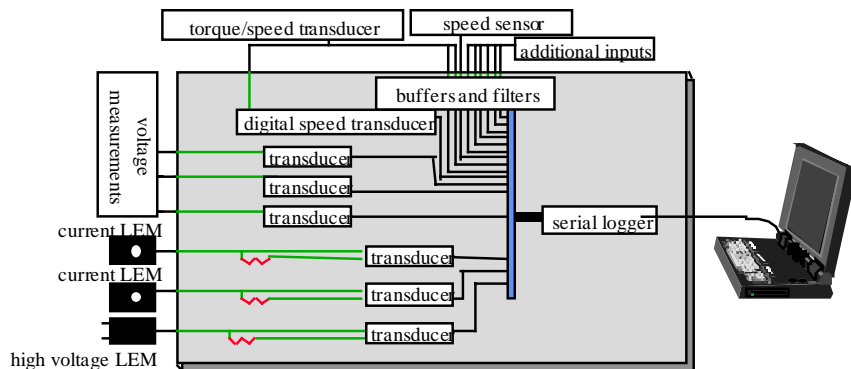 torque/speed transducer
speed sensor
additional inputs
buffers and filters
digital speed transducer
voltage
measurements
transducer
transducer
transducer
serial logger
current LEM
transducer
current LEM
transducer
transducer
high voltage LEM